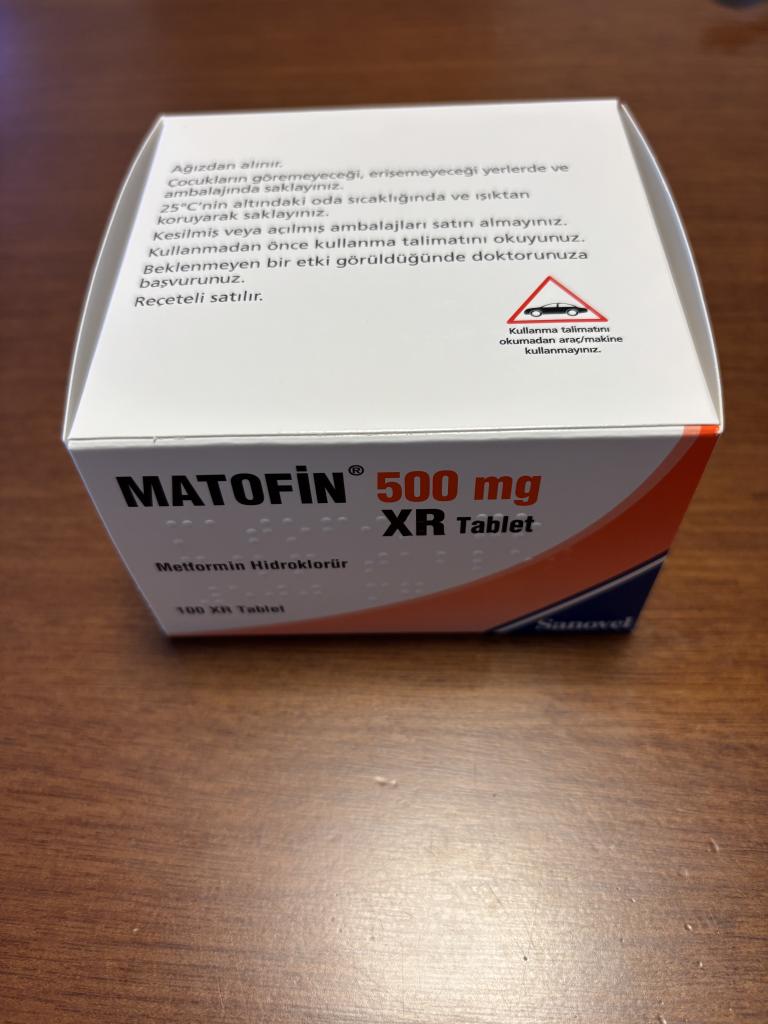 Ağızdan alınır.
Çocukların göremeyeceği, erişemeyeceği yerlerde ve
ambalajında saklayınız.
25°C'nin altındaki oda sıcaklığında ve ışıktan
koruyarak saklayınız.
Kesilmiş veya açılmış ambalajları satın almayınız.
Kullanmadan önce kullanma talimatını okuyunuz.
Beklenmeyen bir etki görüldüğünde doktorunuza
başvurunuz.
Reçeteli satılır.
Kullanma talimatını
okumadan araç/makine
kullanmayınız.
MATOFİN® 500 mg
XR Tablet
Metformin Hidroklorür
100 XR Tablet
Sanovel